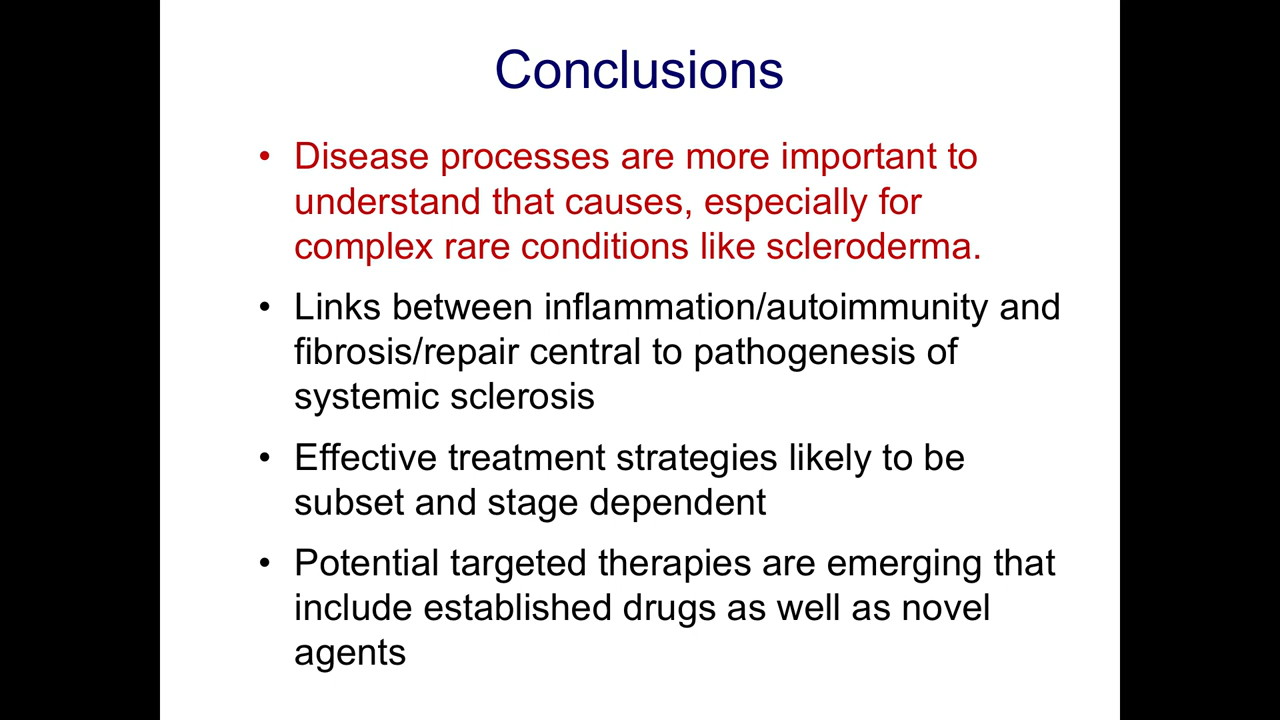 Conclusions
• Disease processes are more important to
understand that causes, especially for
complex rare conditions like scleroderma.
• Links between inflammation/autoimmunity and
fibrosis/repair central to pathogenesis of
systemic sclerosis
• Effective treatment strategies likely to be
subset and stage dependent
• Potential targeted therapies are emerging that
include established drugs as well as novel
agents